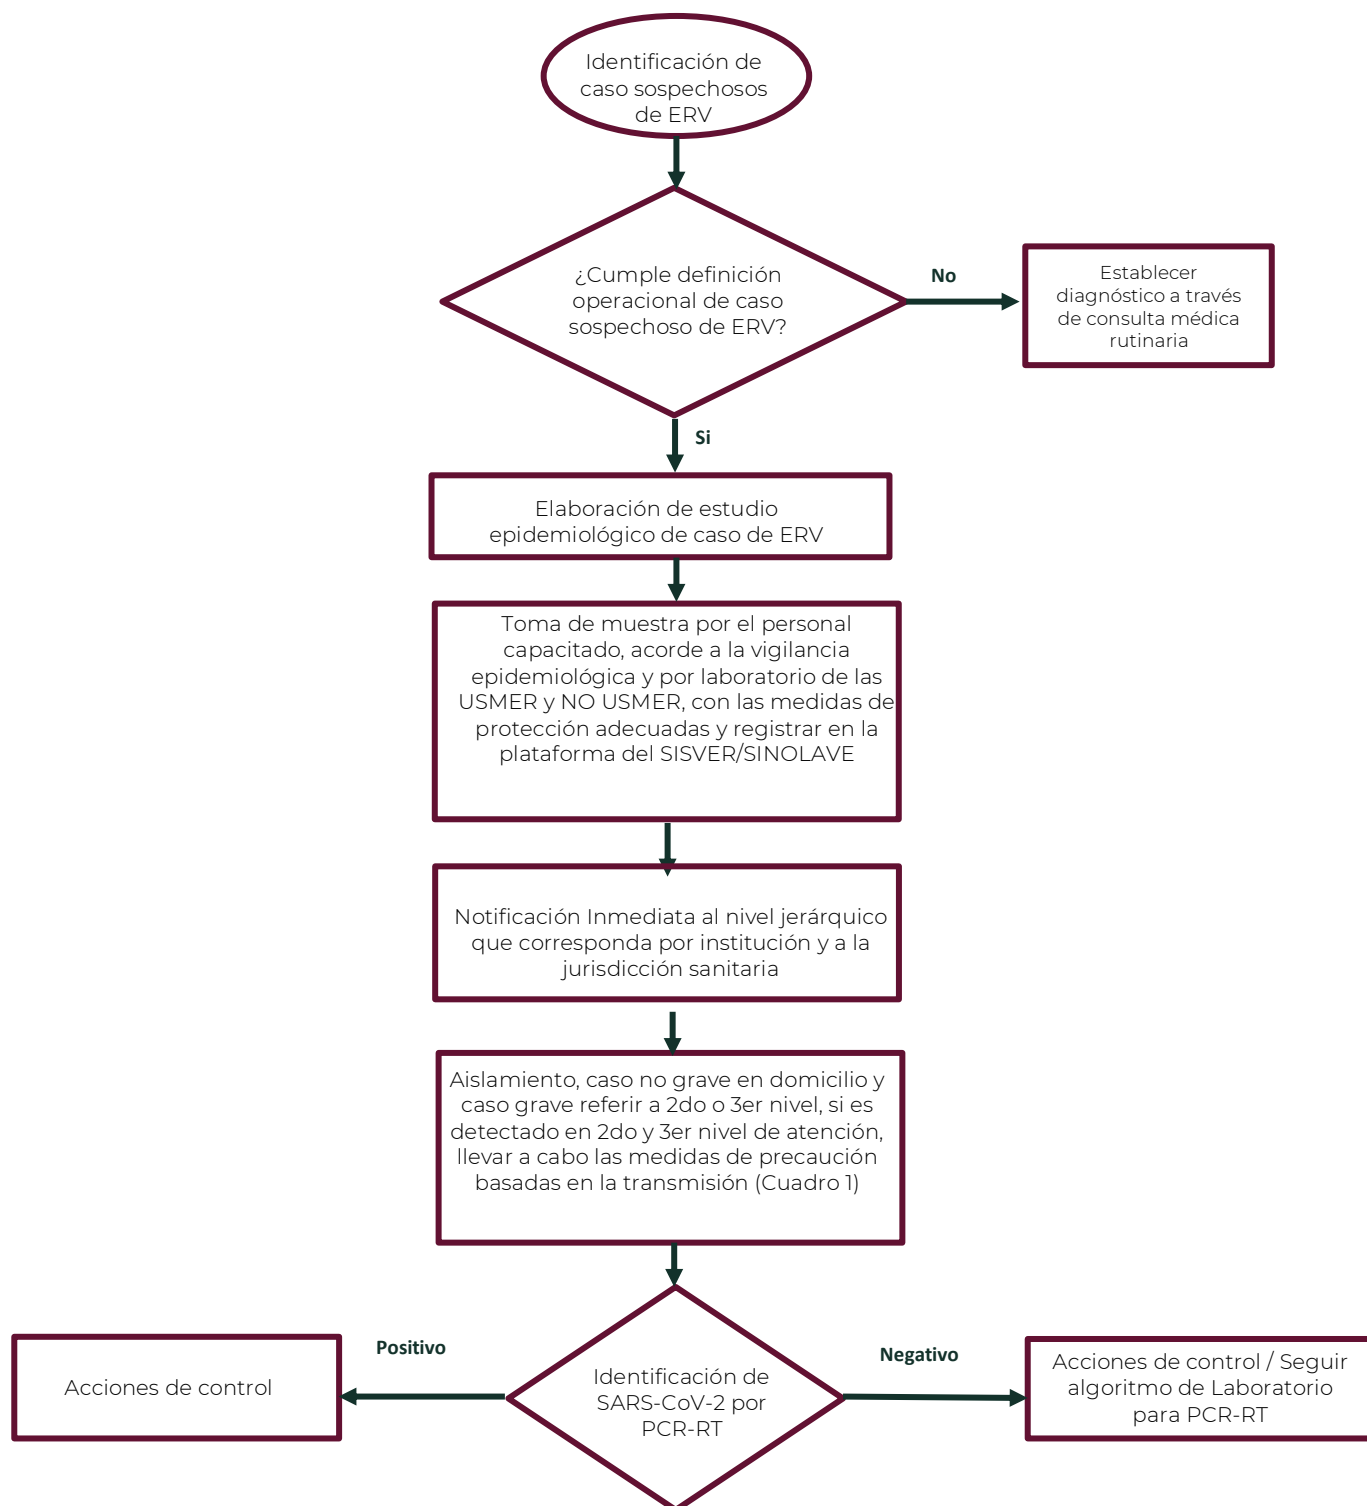 Identificación de
caso sospechosos
de ERV
¿Cumple definición
operacional de caso
sospechoso de ERV?
No
Establecer
diagnóstico a través
de consulta médica
rutinaria
Si
Elaboración de estudio
epidemiológico de caso de ERV
Toma de muestra por el personal
capacitado, acorde a la vigilancia
epidemiológica y por laboratorio de las
USMER y NO USMER, con las medidas de
protección adecuadas y registrar en la
plataforma del SISVER/SINOLAVE
Notificación Inmediata al nivel jerárquico
que corresponda por institución y a la
jurisdicción sanitaria
Aislamiento, caso no grave en domicilio y
caso grave referir a 2do o 3er nivel, si es
detectado en 2do y 3er nivel de atención,
llevar a cabo las medidas de precaución
basadas en la transmisión (Cuadro 1)
Positivo
Acciones de control
Identificación de
SARS-CoV-2 por
PCR-RT
Negativo
Acciones de control / Seguir
algoritmo de Laboratorio
para PCR-RT